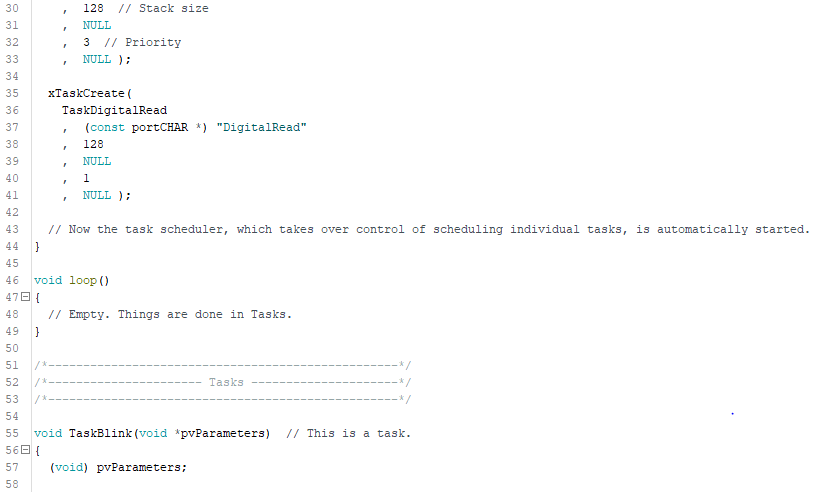 30     ,  128  // Stack size
31     ,  NULL
32     ,  3  // Priority
33     ,  NULL );
34
35   xTaskCreate(
36     TaskDigitalRead
37     ,  (const portCHAR *) "DigitalRead"
38     ,  128
39     ,  NULL
40     ,  1
41     ,  NULL );
42
43   // Now the task scheduler, which takes over control of scheduling individual tasks, is automatically started.
44 }
45
46 void loop()
47 {
48   // Empty. Things are done in Tasks.
49 }
50
51 /*--------------------------------------------------*/
52 /*---------------------- Tasks ---------------------*/
53 /*--------------------------------------------------*/
54
55 void TaskBlink(void *pvParameters)  // This is a task.
56 {
57   (void) pvParameters;
58